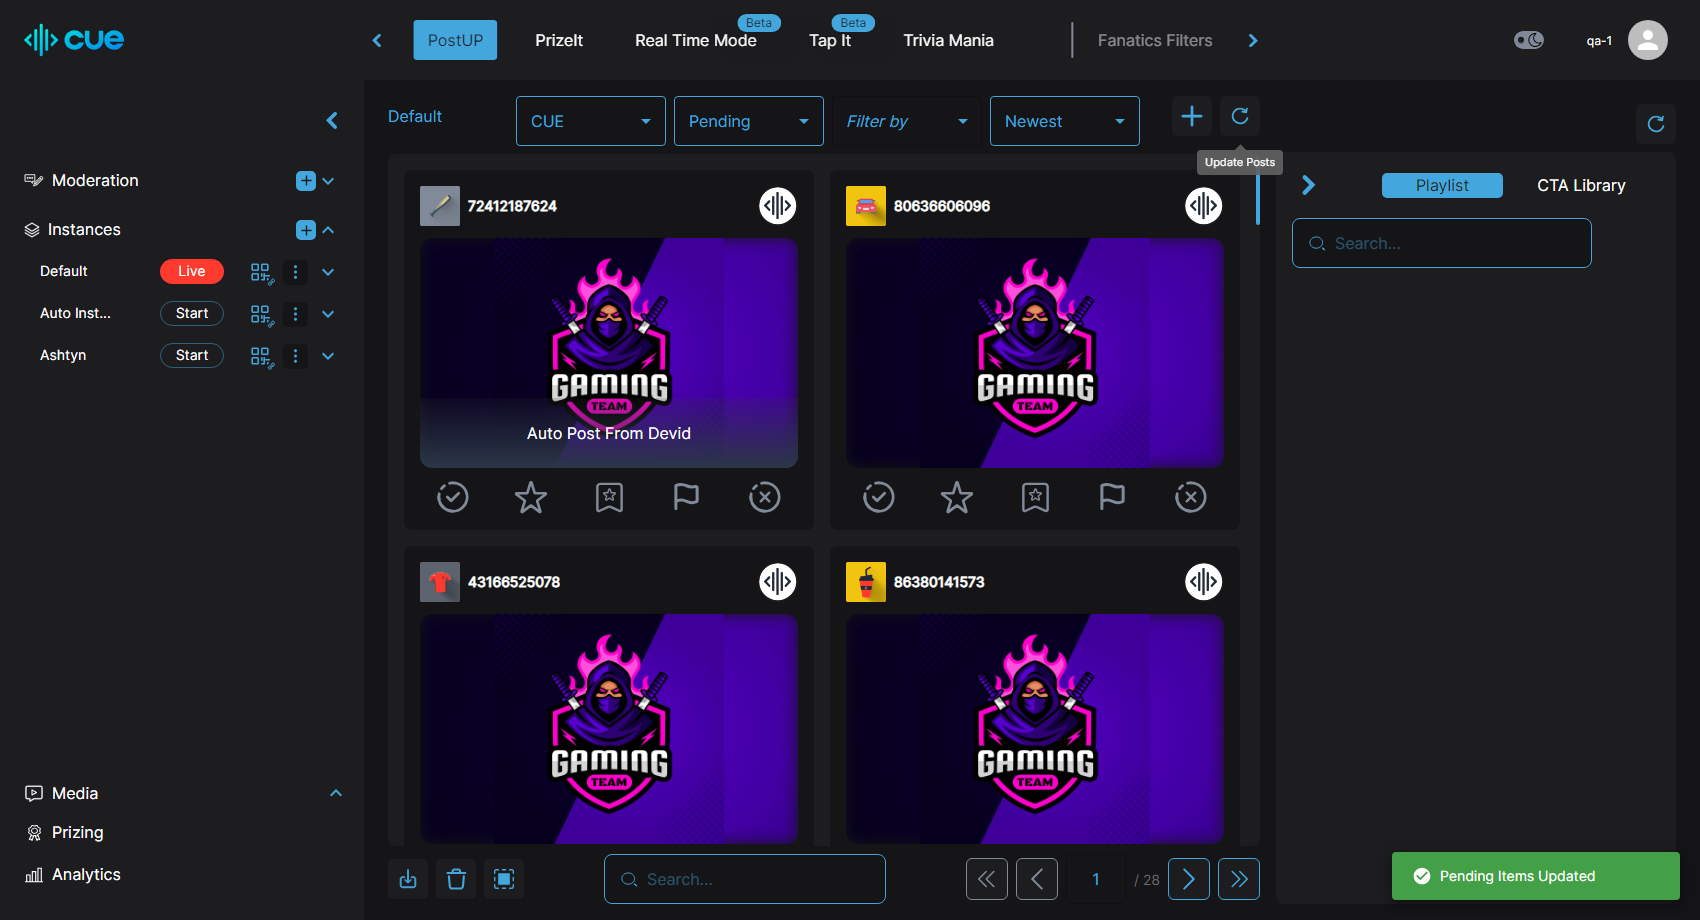 cue
PostUP
PrizeIt
Real Time Mode
Beta
Tap It
Beta
Trivia Mania
Fanatics Filters
qa-1
Moderation
Instances
Default
Live
Auto Inst...
Start
Ashtyn
Start
Media
Prizing
Analytics
Default
CUE
Pending
Filter by
Newest
Update Posts
72412187624
GAMING
TEAM
Auto Post From Devid
80636606096
GAMING
TEAM
43166525078
GAMING
TEAM
86380141573
GAMING
TEAM
Search...
1
/ 28
Playlist
CTA Library
Search...
Pending Items Updated